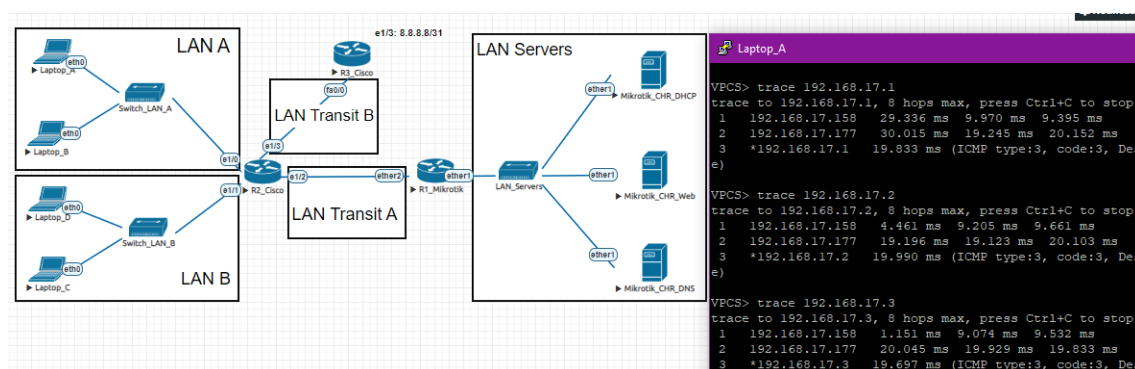 LAN A
eth0
Laptop_A
Switch_LAN_A
eth0
Laptop_B
e1/0
e1/3: 8.8.8.8/31
R3_Cisco
fa0/0
LAN Transit B
e1/3
R2_Cisco
e1/1
e1/2
ether2
R1_Mikrotik
ether1
LAN Transit A
Laptop_D
eth0
Switch_LAN_B
eth0
Laptop_C
LAN B
LAN Servers
ether1
Mikrotik_CHR_DHCP
LAN_Servers
ether1
Mikrotik_CHR_Web
ether1
Mikrotik_CHR_DNS
Laptop_A
VPCS> trace 192.168.17.1
trace to 192.168.17.1, 8 hops max, press Ctrl+C to stop
1 192.168.17.158 29.336 ms 9.970 ms 9.395 ms
2 192.168.17.177 30.015 ms 19.245 ms 20.152 ms
3 *192.168.17.1 19.833 ms (ICMP type:3, code:3, De
e)
VPCS> trace 192.168.17.2
trace to 192.168.17.2, 8 hops max, press Ctrl+C to stop
1 192.168.17.158 4.461 ms 9.205 ms 9.661 ms
2 192.168.17.177 19.196 ms 19.123 ms 20.103 ms
3 *192.168.17.2 19.990 ms (ICMP type:3, code:3, De
e)
VPCS> trace 192.168.17.3
trace to 192.168.17.3, 8 hops max, press Ctrl+C to stop
1 192.168.17.158 1.151 ms 9.074 ms 9.532 ms
2 192.168.17.177 20.045 ms 19.929 ms 19.833 ms
3 *192.168.17.3 19.697 ms (ICMP type:3, code:3, De